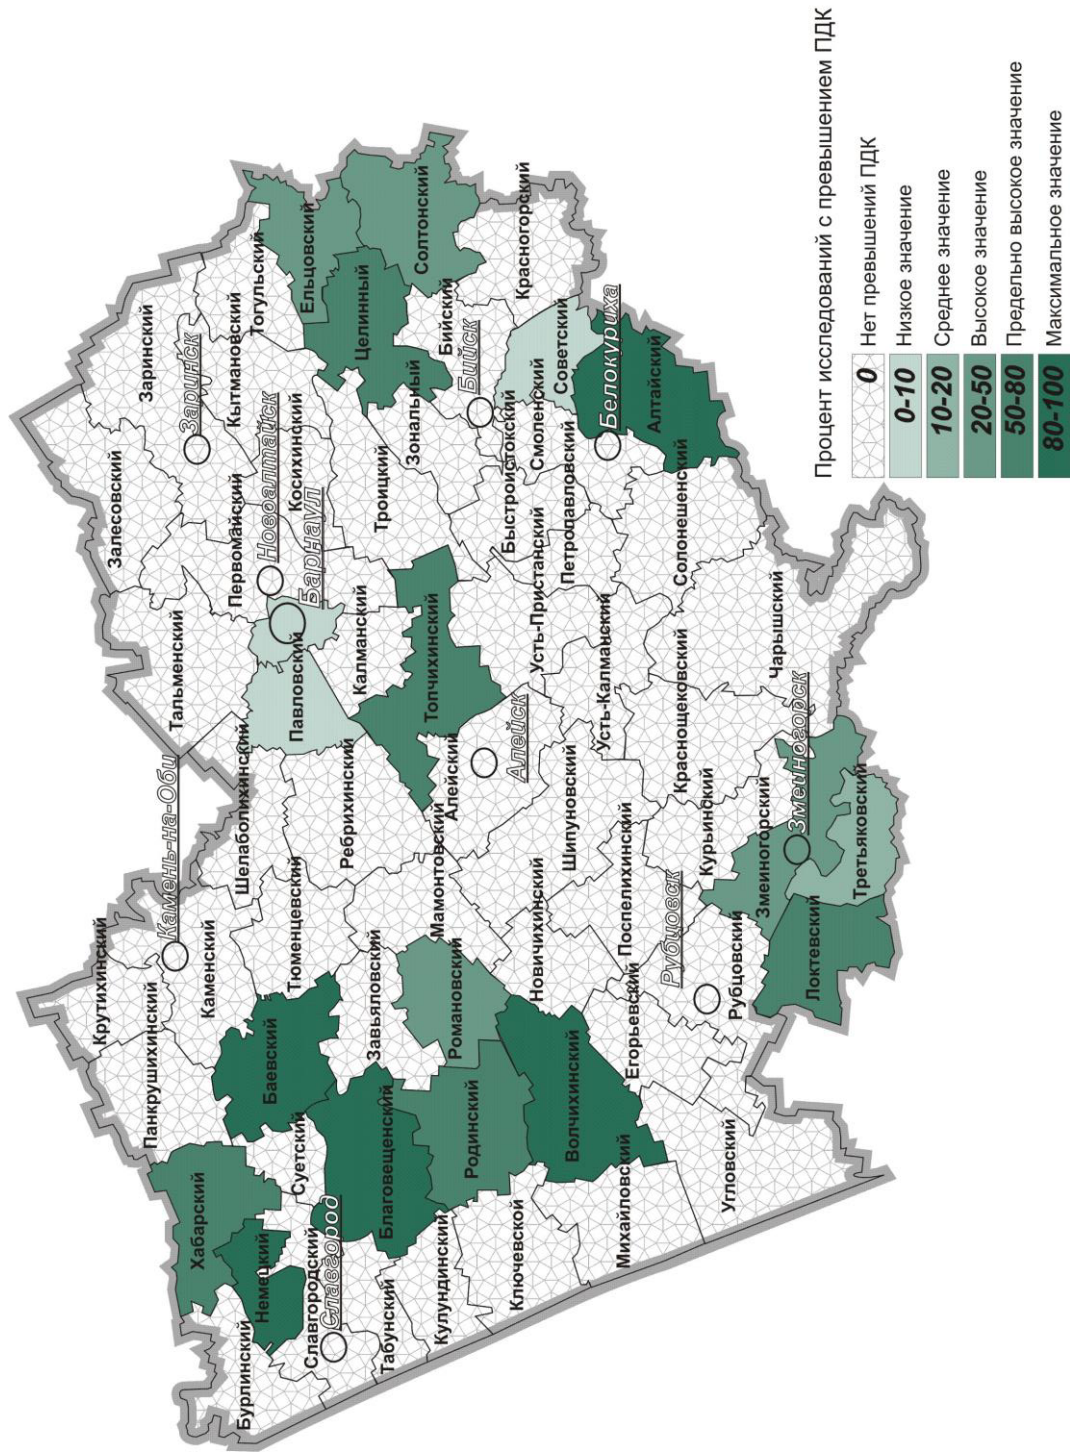 Крутихинский
Панкрушихинский
Камень-на-Оби
Каменский
Хабарский
Бурлинский
Немецкий
Баевский
Суетский
Славгородский
Славгород
Табунский
Благовещенский
Кулундинский
Родинский
Ключевской
Завьяловский
Романовский
Тюменцевский
Шелаболихинский
Ребрихинский
Мамонтовский
Павловский
Тальменский
Залесовский
Заринский
Заринск
Первомайский
Новоалтайск
Барнаул
Косихинский
Кытмановский
Тогульский
Ельцовский
Целинный
Солтонский
Калманский
Топчихинский
Троицкий
Зональный
Бийский
Бийск
Красногорский
Алейский
Алейск
Усть-Пристанский
Быстроистокский
Смоленский
Советский
Петропавловский
Белокуриха
Алтайский
Солонешенский
Усть-Калманский
Шипуновский
Новичихинский
Поспелихинский
Волчихинский
Егорьевский
Михайловский
Угловский
Рубцовск
Рубцовский
Курьинский
Краснощековский
Чарышский
Змеиногорский
Змеиногорск
Третьяковский
Локтевский
Процент исследований с превышением ПДК
0 Нет превышений ПДК
0-10 Низкое значение
10-20 Среднее значение
20-50 Высокое значение
50-80 Предельно высокое значение
80-100 Максимальное значение